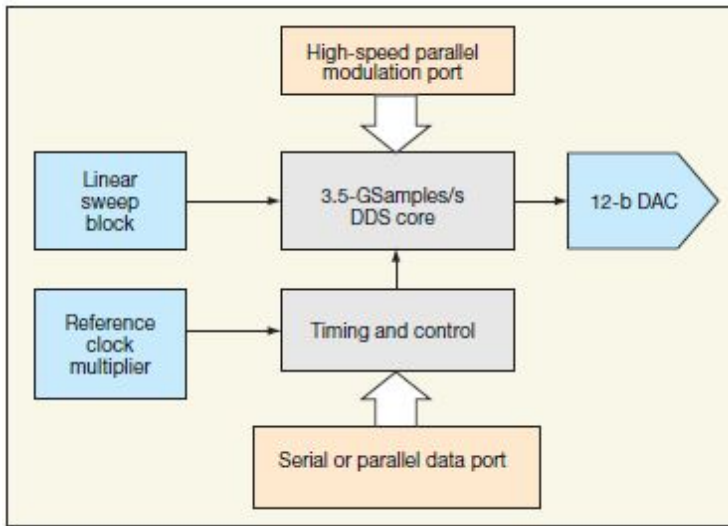 High-speed parallel
modulation port
Linear
sweep
block
3.5-GSamples/s
DDS core
12-b DAC
Reference
clock
multiplier
Timing and control
Serial or parallel data port